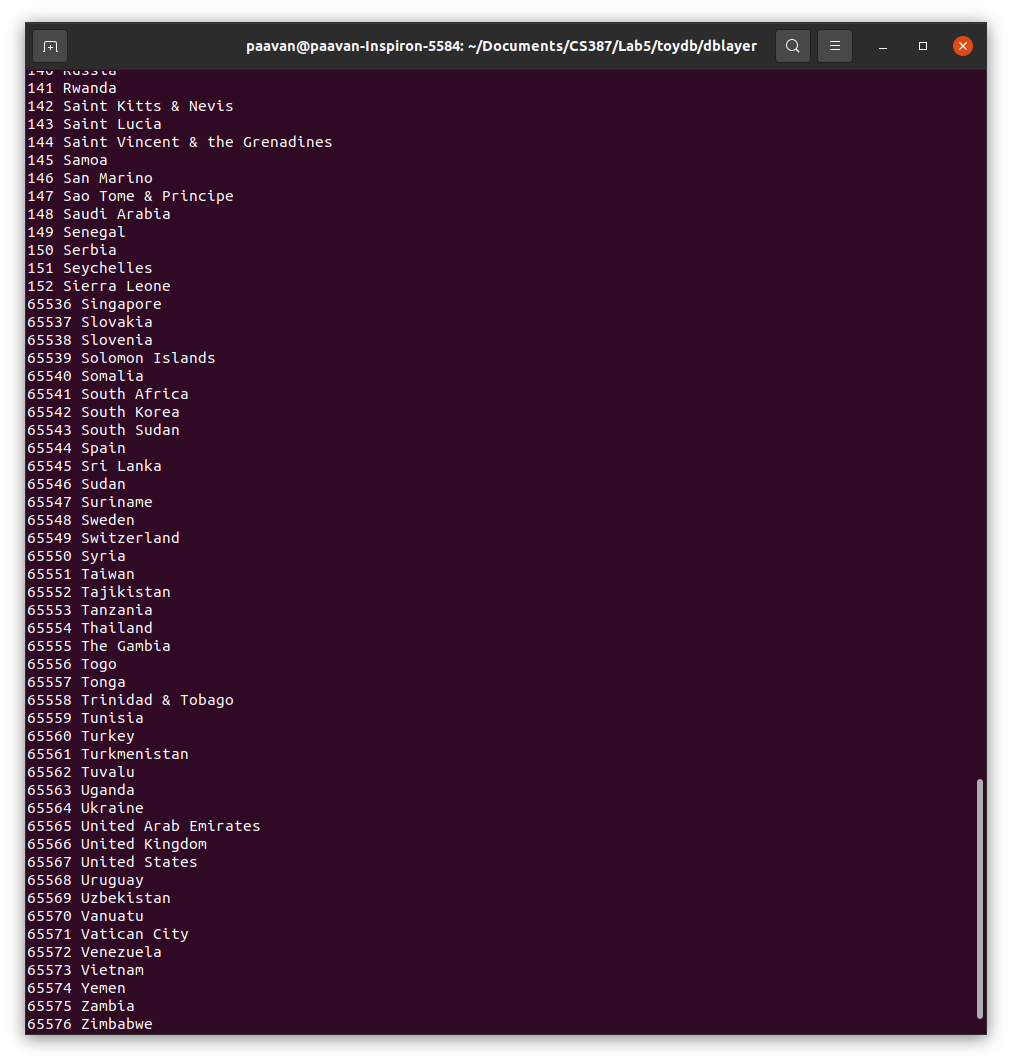 paavan@paavan-Inspiron-5584: ~/Documents/CS387/Lab5/toydb/dblayer
140 Russia
141 Rwanda
142 Saint Kitts & Nevis
143 Saint Lucia
144 Saint Vincent & the Grenadines
145 Samoa
146 San Marino
147 Sao Tome & Principe
148 Saudi Arabia
149 Senegal
150 Serbia
151 Seychelles
152 Sierra Leone
65536 Singapore
65537 Slovakia
65538 Slovenia
65539 Solomon Islands
65540 Somalia
65541 South Africa
65542 South Korea
65543 South Sudan
65544 Spain
65545 Sri Lanka
65546 Sudan
65547 Suriname
65548 Sweden
65549 Switzerland
65550 Syria
65551 Taiwan
65552 Tajikistan
65553 Tanzania
65554 Thailand
65555 The Gambia
65556 Togo
65557 Tonga
65558 Trinidad & Tobago
65559 Tunisia
65560 Turkey
65561 Turkmenistan
65562 Tuvalu
65563 Uganda
65564 Ukraine
65565 United Arab Emirates
65566 United Kingdom
65567 United States
65568 Uruguay
65569 Uzbekistan
65570 Vanuatu
65571 Vatican City
65572 Venezuela
65573 Vietnam
65574 Yemen
65575 Zambia
65576 Zimbabwe